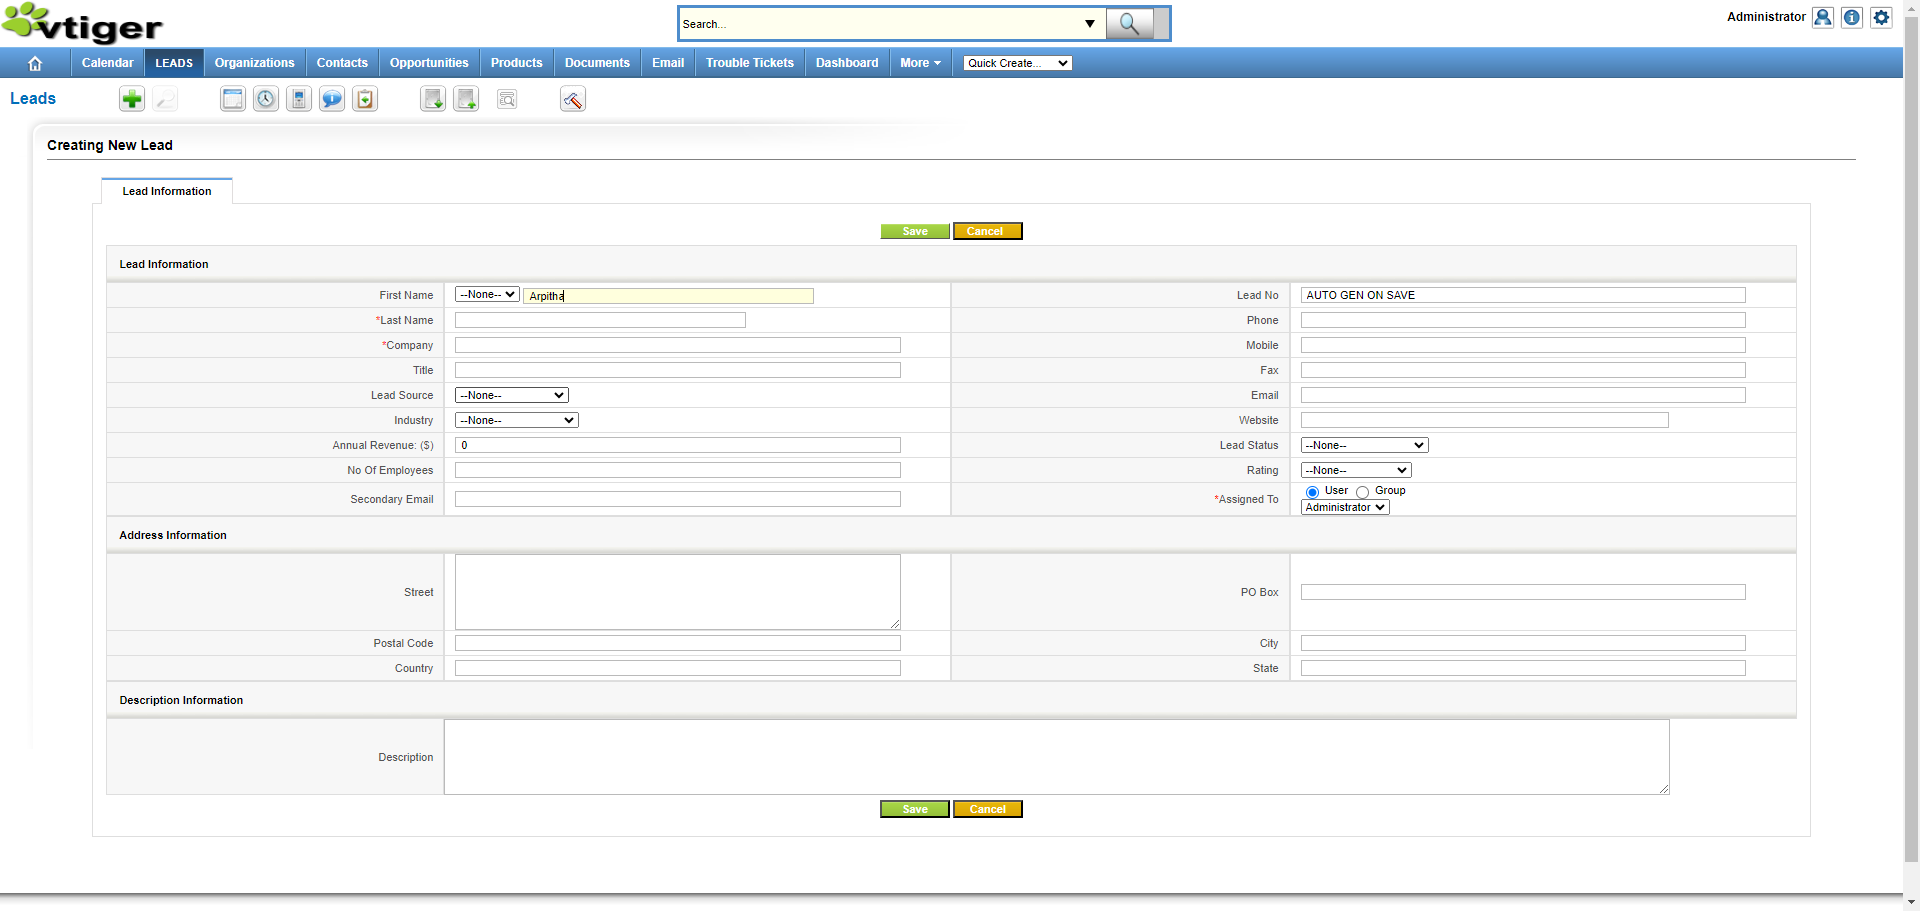 vtiger
Search...
Administrator
Calendar LEADS Organizations Contacts Opportunities Products Documents Email Trouble Tickets Dashboard More Quick Create...
Leads
Creating New Lead
Lead Information
Save Cancel
Lead Information
First Name --None-- Arpitha Lead No AUTO GEN ON SAVE
*Last Name Phone
*Company Mobile
Title Fax
Lead Source --None-- Email
Industry --None-- Website
Annual Revenue: ($) 0 Lead Status --None--
No Of Employees Rating --None--
Secondary Email *Assigned To User Group
Administrator
Address Information
Street PO Box
Postal Code City
Country State
Description Information
Description
Save Cancel